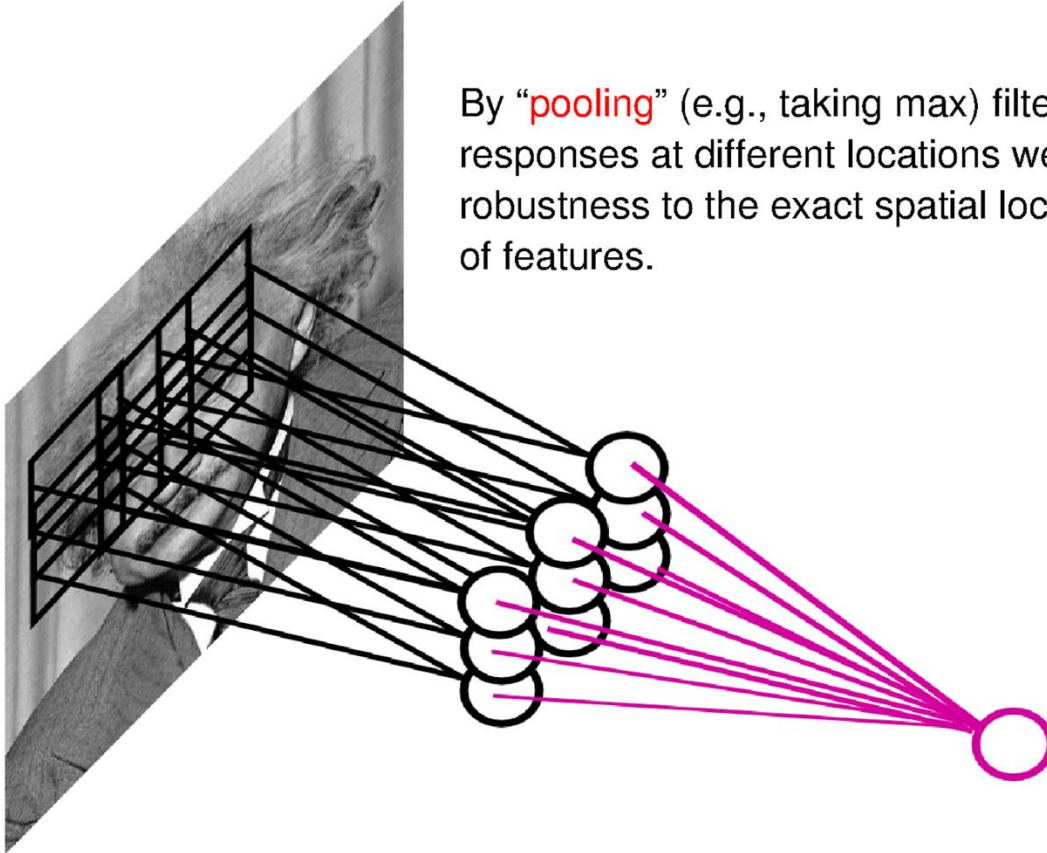 By “pooling” (e.g., taking max) filte
responses at different locations we
robustness to the exact spatial loc
of features.